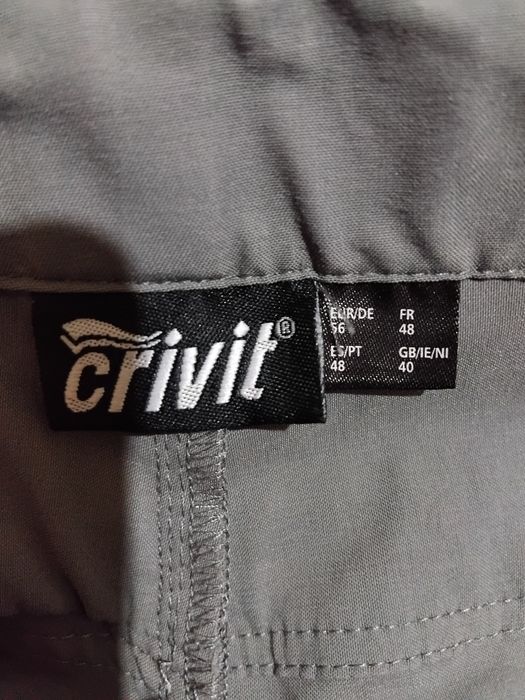 crivit®
EUR/DE FR
56 48
ES/PT GB/IE/NI
48 40